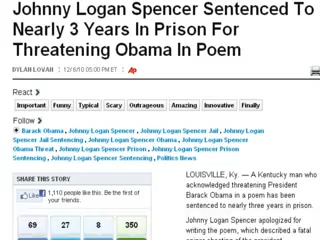 Johnny Logan Spencer Sentenced To
Nearly 3 Years In Prison For
Threatening Obama In Poem
DYLAN LOVAN | 12/6/10 05:00 PM ET | AP
React >
Important Funny Typical Scary Outrageous Amazing Innovative Finally
Follow >
Barack Obama , Johnny Logan Spencer , Johnny Logan Spencer Jail , Johnny Logan
Spencer Jail Sentencing , Johnny Logan Spencer Obama , Johnny Logan Spencer
Obama Threat , Johnny Logan Spencer Prison , Johnny Logan Spencer Prison
Sentencing , Johnny Logan Spencer Sentencing , Politics News
SHARE THIS STORY
Like 1,110 people like this. Be the first of your friends.
69 27 8 350
LOUISVILLE, Ky. — A Kentucky man who
acknowledged threatening President
Barack Obama in a poem has been
sentenced to nearly three years in prison.
Johnny Logan Spencer apologized for
writing the poem, which described a fatal